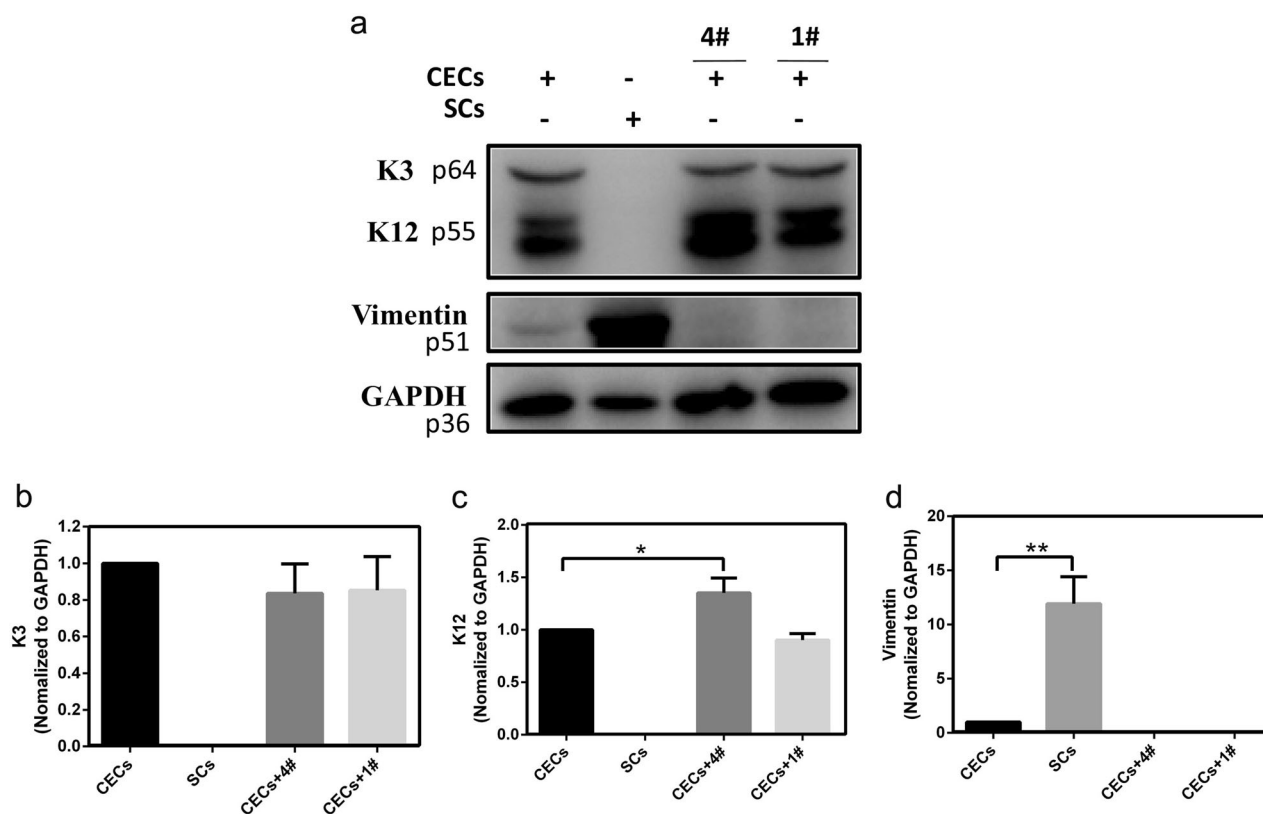 a
4# 1#
CECs + - + +
SCs - + - -
K3 p64
K12 p55
Vimentin
p51
GAPDH
p36
b
K3
(Nomalized to GAPDH)
1.2
1.0
0.8
0.6
0.4
0.2
0.0
CECs
SCs
CECs+4#
CECs+1#
c
K12
(Nomalized to GAPDH)
2.0
1.5
1.0
0.5
0.0
*
CECs
SCs
CECs+4#
CECs+1#
d
Vimentin
(Nomalized to GAPDH)
20
15
10
5
0
**
CECs
SCs
CECs+4#
CECs+1#